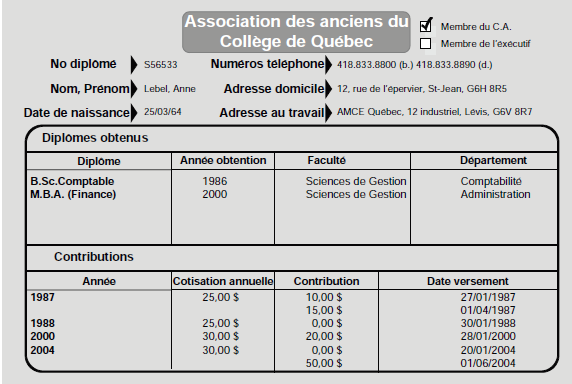 Association des anciens du
Collège de Québec
Membre du C.A.
Membre de l'exécutif
No diplômé S56533 Numéros téléphone 418.833.8800 (b.) 418.833.8890 (d.)
Nom, Prénom Lebel, Anne Adresse domicile 12, rue de l'épervier, St-Jean, G6H 8R5
Date de naissance 25/03/64 Adresse au travail AMCE Québec, 12 industriel, Lévis, G6V 8R7
Diplômes obtenus
Diplôme Année obtention Faculté Département
B.Sc.Comptable 1986 Sciences de Gestion Comptabilité
M.B.A. (Finance) 2000 Sciences de Gestion Administration
Contributions
Année Cotisation annuelle Contribution Date versement
1987 25,00 $ 10,00 $ 27/01/1987
15,00 $ 01/04/1987
1988 25,00 $ 0,00 $ 30/01/1988
2000 30,00 $ 20,00 $ 28/01/2000
2004 30,00 $ 0,00 $ 20/01/2004
50,00 $ 01/06/2004